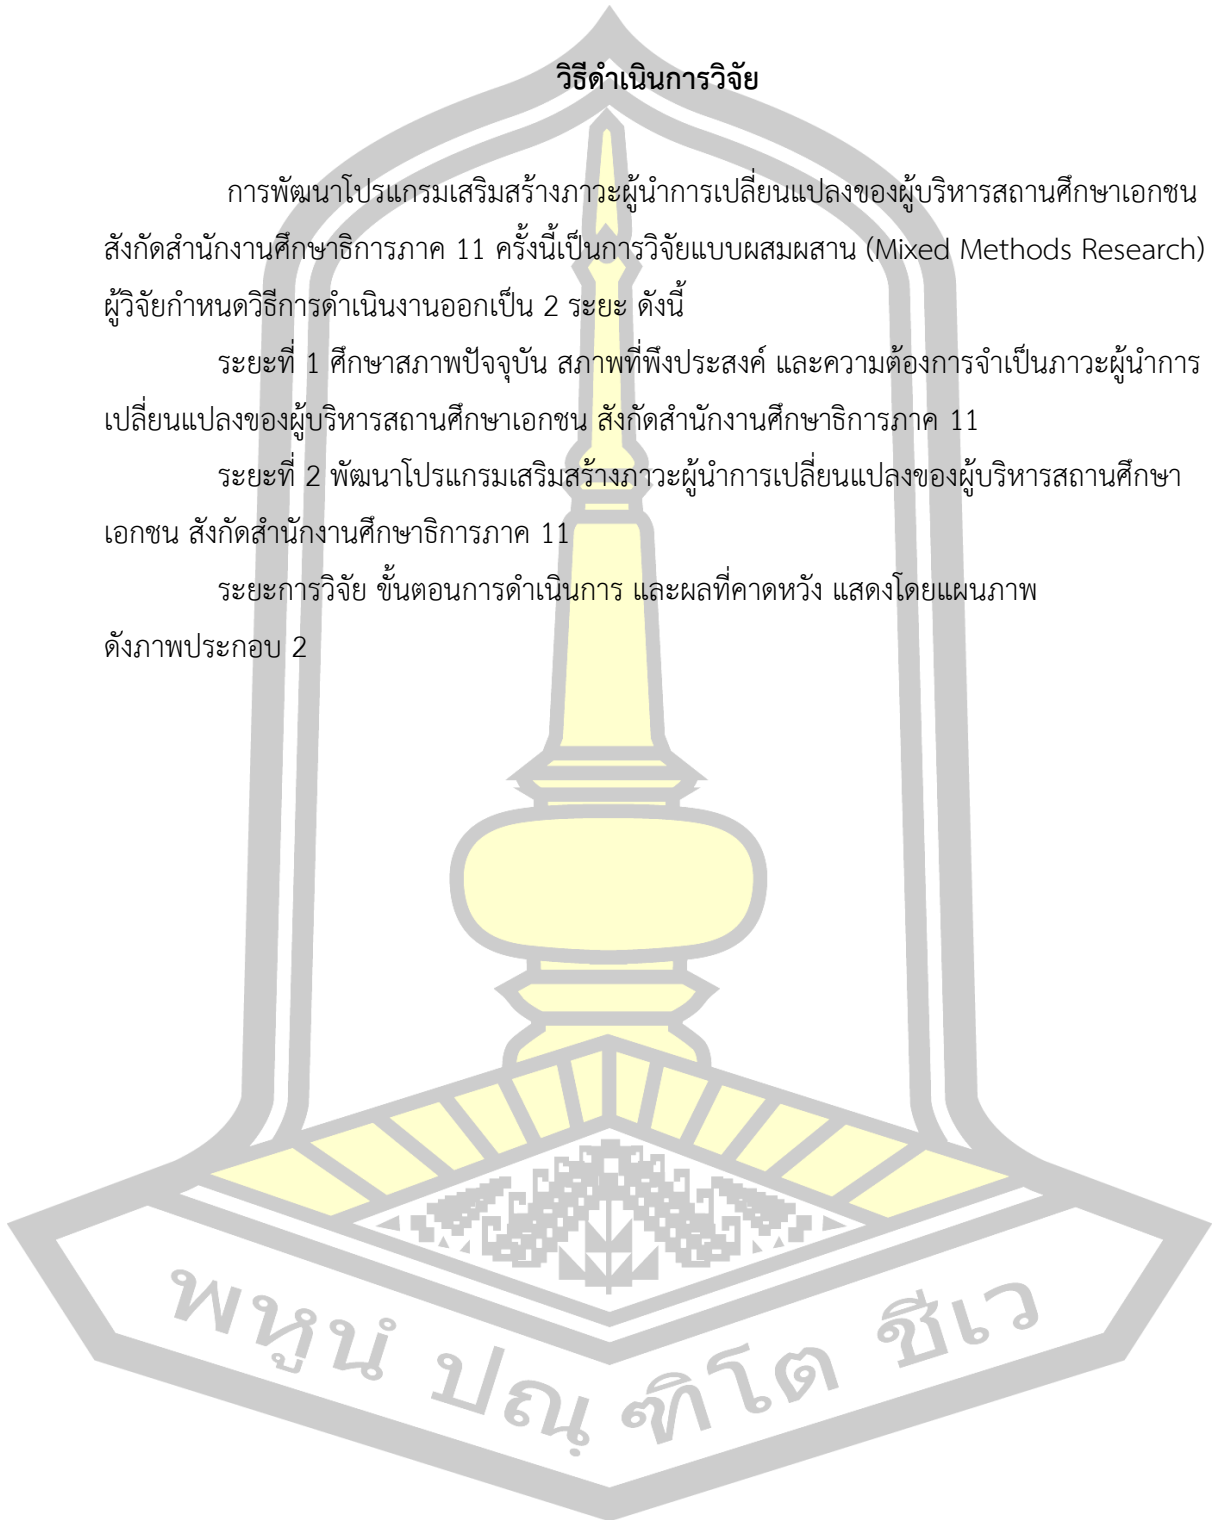 วิธีดำเนินการวิจัย
การพัฒนาโปรแกรมเสริมสร้างภาวะผู้นำการเปลี่ยนแปลงของผู้บริหารสถานศึกษาเอกชน
สังกัดสำนักงานศึกษาธิการภาค 11 ครั้งนี้เป็นการวิจัยแบบผสมผสาน (Mixed Methods Research)
ผู้วิจัยกำหนดวิธีการดำเนินงานออกเป็น 2 ระยะ ดังนี้
ระยะที่ 1 ศึกษาสภาพปัจจุบัน สภาพที่พึงประสงค์ และความต้องการจำเป็นภาวะผู้นำการ
เปลี่ยนแปลงของผู้บริหารสถานศึกษาเอกชน สังกัดสำนักงานศึกษาธิการภาค 11
ระยะที่ 2 พัฒนาโปรแกรมเสริมสร้างภาวะผู้นำการเปลี่ยนแปลงของผู้บริหารสถานศึกษา
เอกชน สังกัดสำนักงานศึกษาธิการภาค 11
ระยะการวิจัย ขั้นตอนการดำเนินการ และผลที่คาดหวัง แสดงโดยแผนภาพ
ดังภาพประกอบ 2
พหูนํ ปณฺ ฑิโต ชีเว